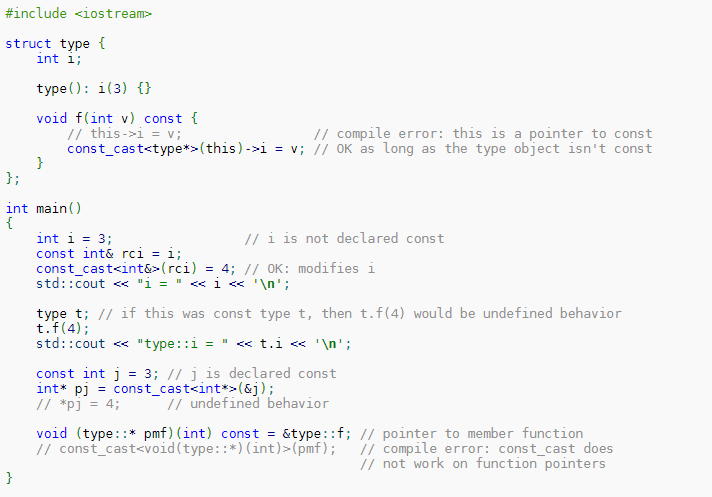 #include <iostream>

struct type {
    int i;

    type(): i(3) {}

    void f(int v) const {
        // this->i = v;                 // compile error: this is a pointer to const
        const_cast<type*>(this)->i = v; // OK as long as the type object isn't const
    }
};

int main()
{
    int i = 3;                 // i is not declared const
    const int& rci = i;
    const_cast<int&>(rci) = 4; // OK: modifies i
    std::cout << "i = " << i << '\n';

    type t; // if this was const type t, then t.f(4) would be undefined behavior
    t.f(4);
    std::cout << "type::i = " << t.i << '\n';

    const int j = 3; // j is declared const
    int* pj = const_cast<int*>(&j);
    // *pj = 4;      // undefined behavior

    void (type::* pmf)(int) const = &type::f; // pointer to member function
    // const_cast<void(type::*)(int)>(pmf);   // compile error: const_cast does
                                              // not work on function pointers
}